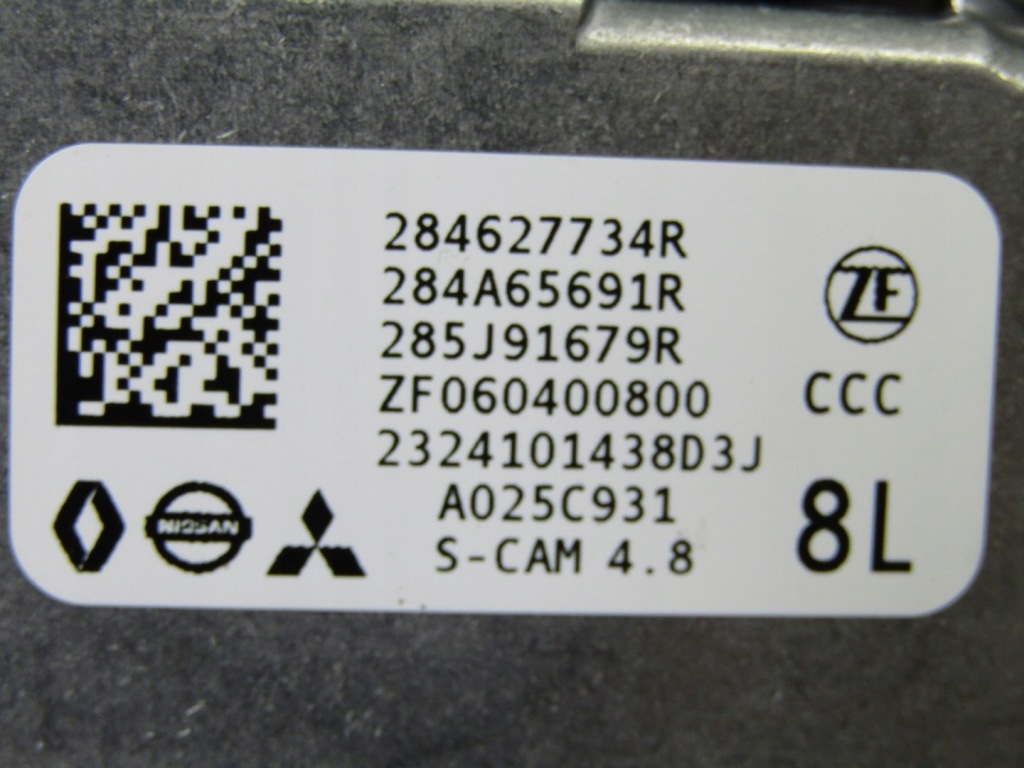 284627734R
284A65691R
285J91679R
ZF060400800
2324101438D3J
A025C931
S-CAM 4.8
ZF
CCC
8L
NISSAN